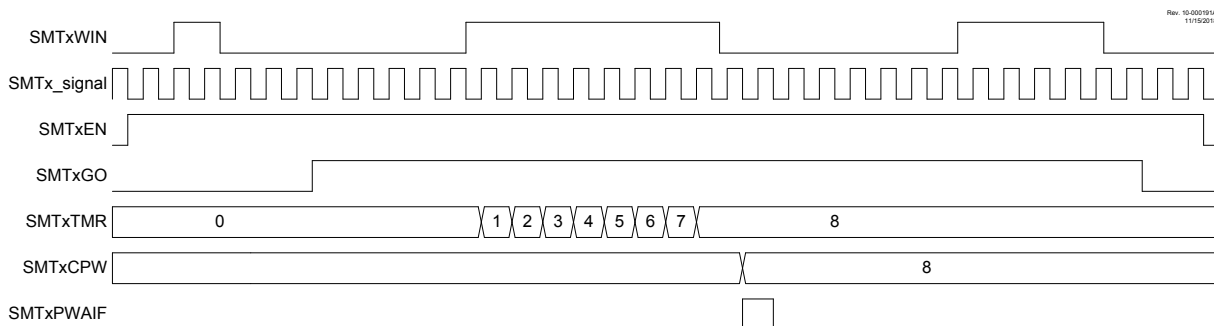 Rev. 10-000191A
11/15/201
SMTxWIN
SMTx_signal
SMTxEN
SMTxGO
SMTxTMR 0 1 2 3 4 5 6 7 8
SMTxCPW 8
SMTxPWAIF